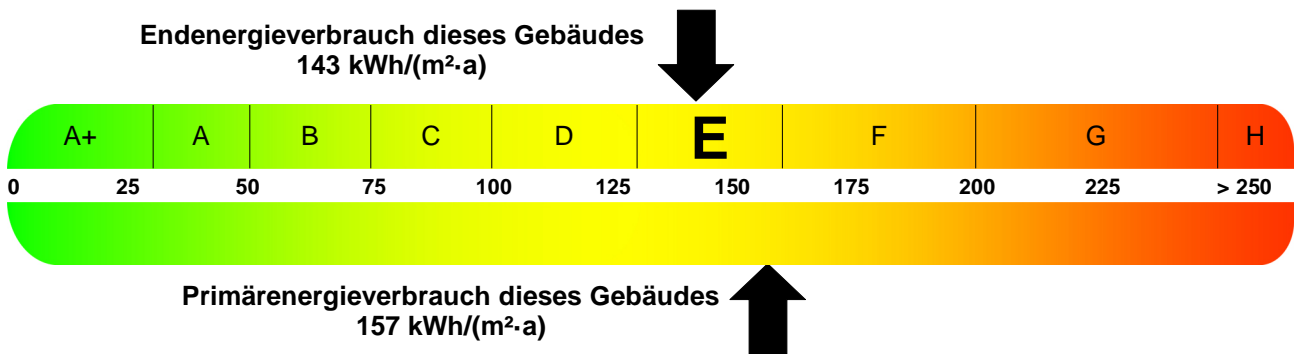 Endenergieverbrauch dieses Gebäudes
143 kWh/(m²·a)
A+ A B C D E F G H
0 25 50 75 100 125 150 175 200 225 > 250
Primärenergieverbrauch dieses Gebäudes
157 kWh/(m²·a)